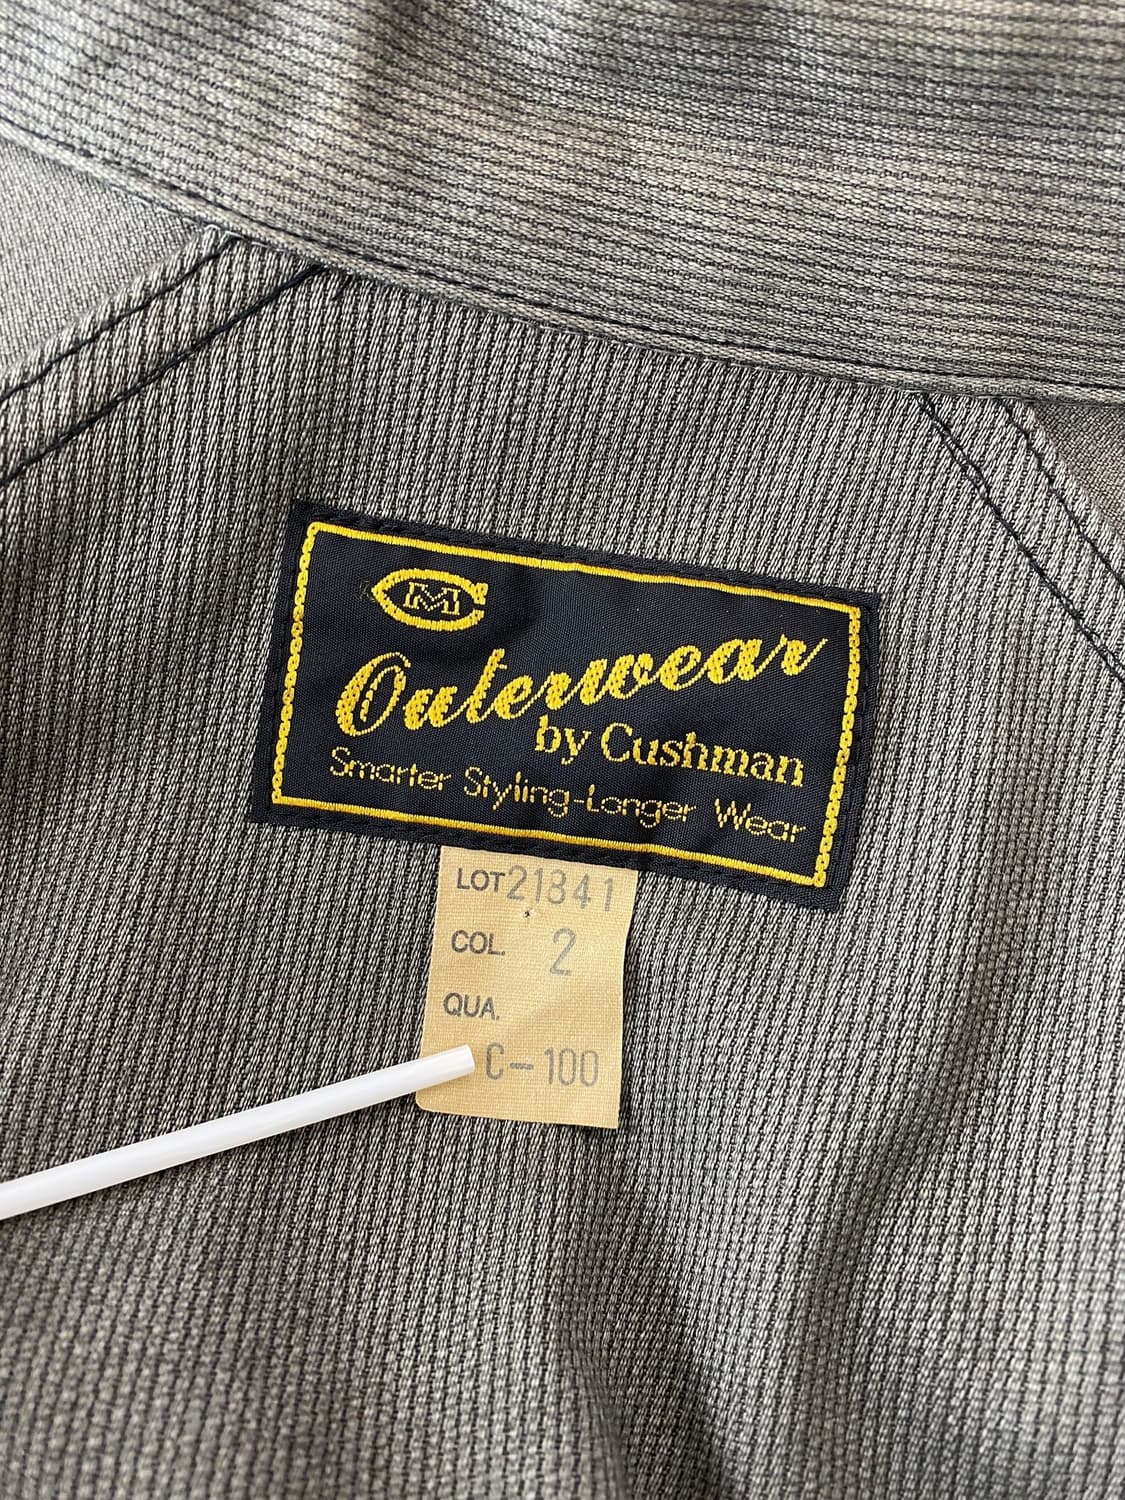 CM
Outerwear
by Cushman
Smarter Styling-Longer Wear
LOT 21841
COL. 2
QUA.
C-100